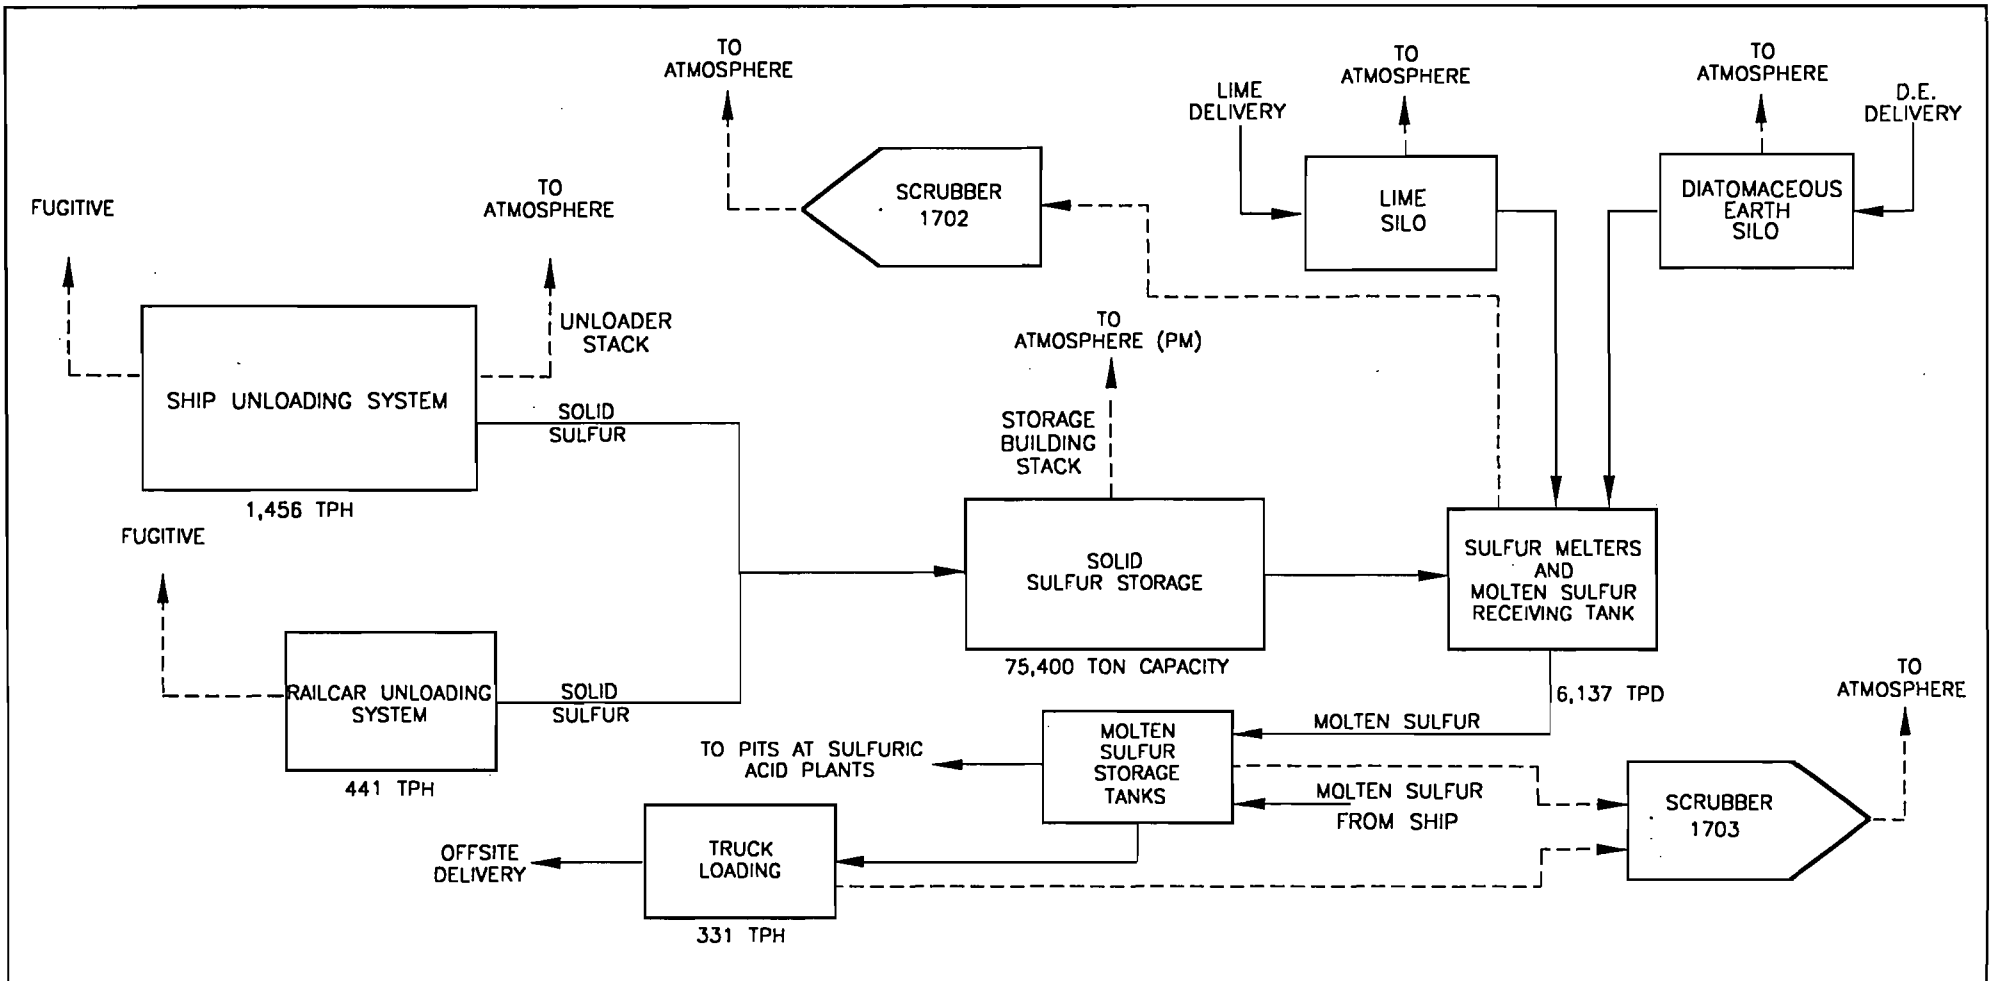 TO
ATMOSPHERE
TO
ATMOSPHERE
TO
ATMOSPHERE
LIME
DELIVERY
D.E.
DELIVERY
SCRUBBER
1702
LIME
SILO
DIATOMACEOUS
EARTH
SILO
FUGITIVE
TO
ATMOSPHERE
UNLOADER
STACK
TO
ATMOSPHERE (PM)
SHIP UNLOADING SYSTEM
SOLID
SULFUR
STORAGE
BUILDING
STACK
1,456 TPH
FUGITIVE
SOLID
SULFUR STORAGE
SULFUR MELTERS
AND
MOLTEN SULFUR
RECEIVING TANK
75,400 TON CAPACITY
RAILCAR UNLOADING
SYSTEM
SOLID
SULFUR
6,137 TPD
TO
ATMOSPHERE
441 TPH
TO PITS AT SULFURIC
ACID PLANTS
MOLTEN
SULFUR
STORAGE
TANKS
MOLTEN SULFUR
MOLTEN SULFUR
FROM SHIP
SCRUBBER
1703
OFFSITE
DELIVERY
TRUCK
LOADING
331 TPH